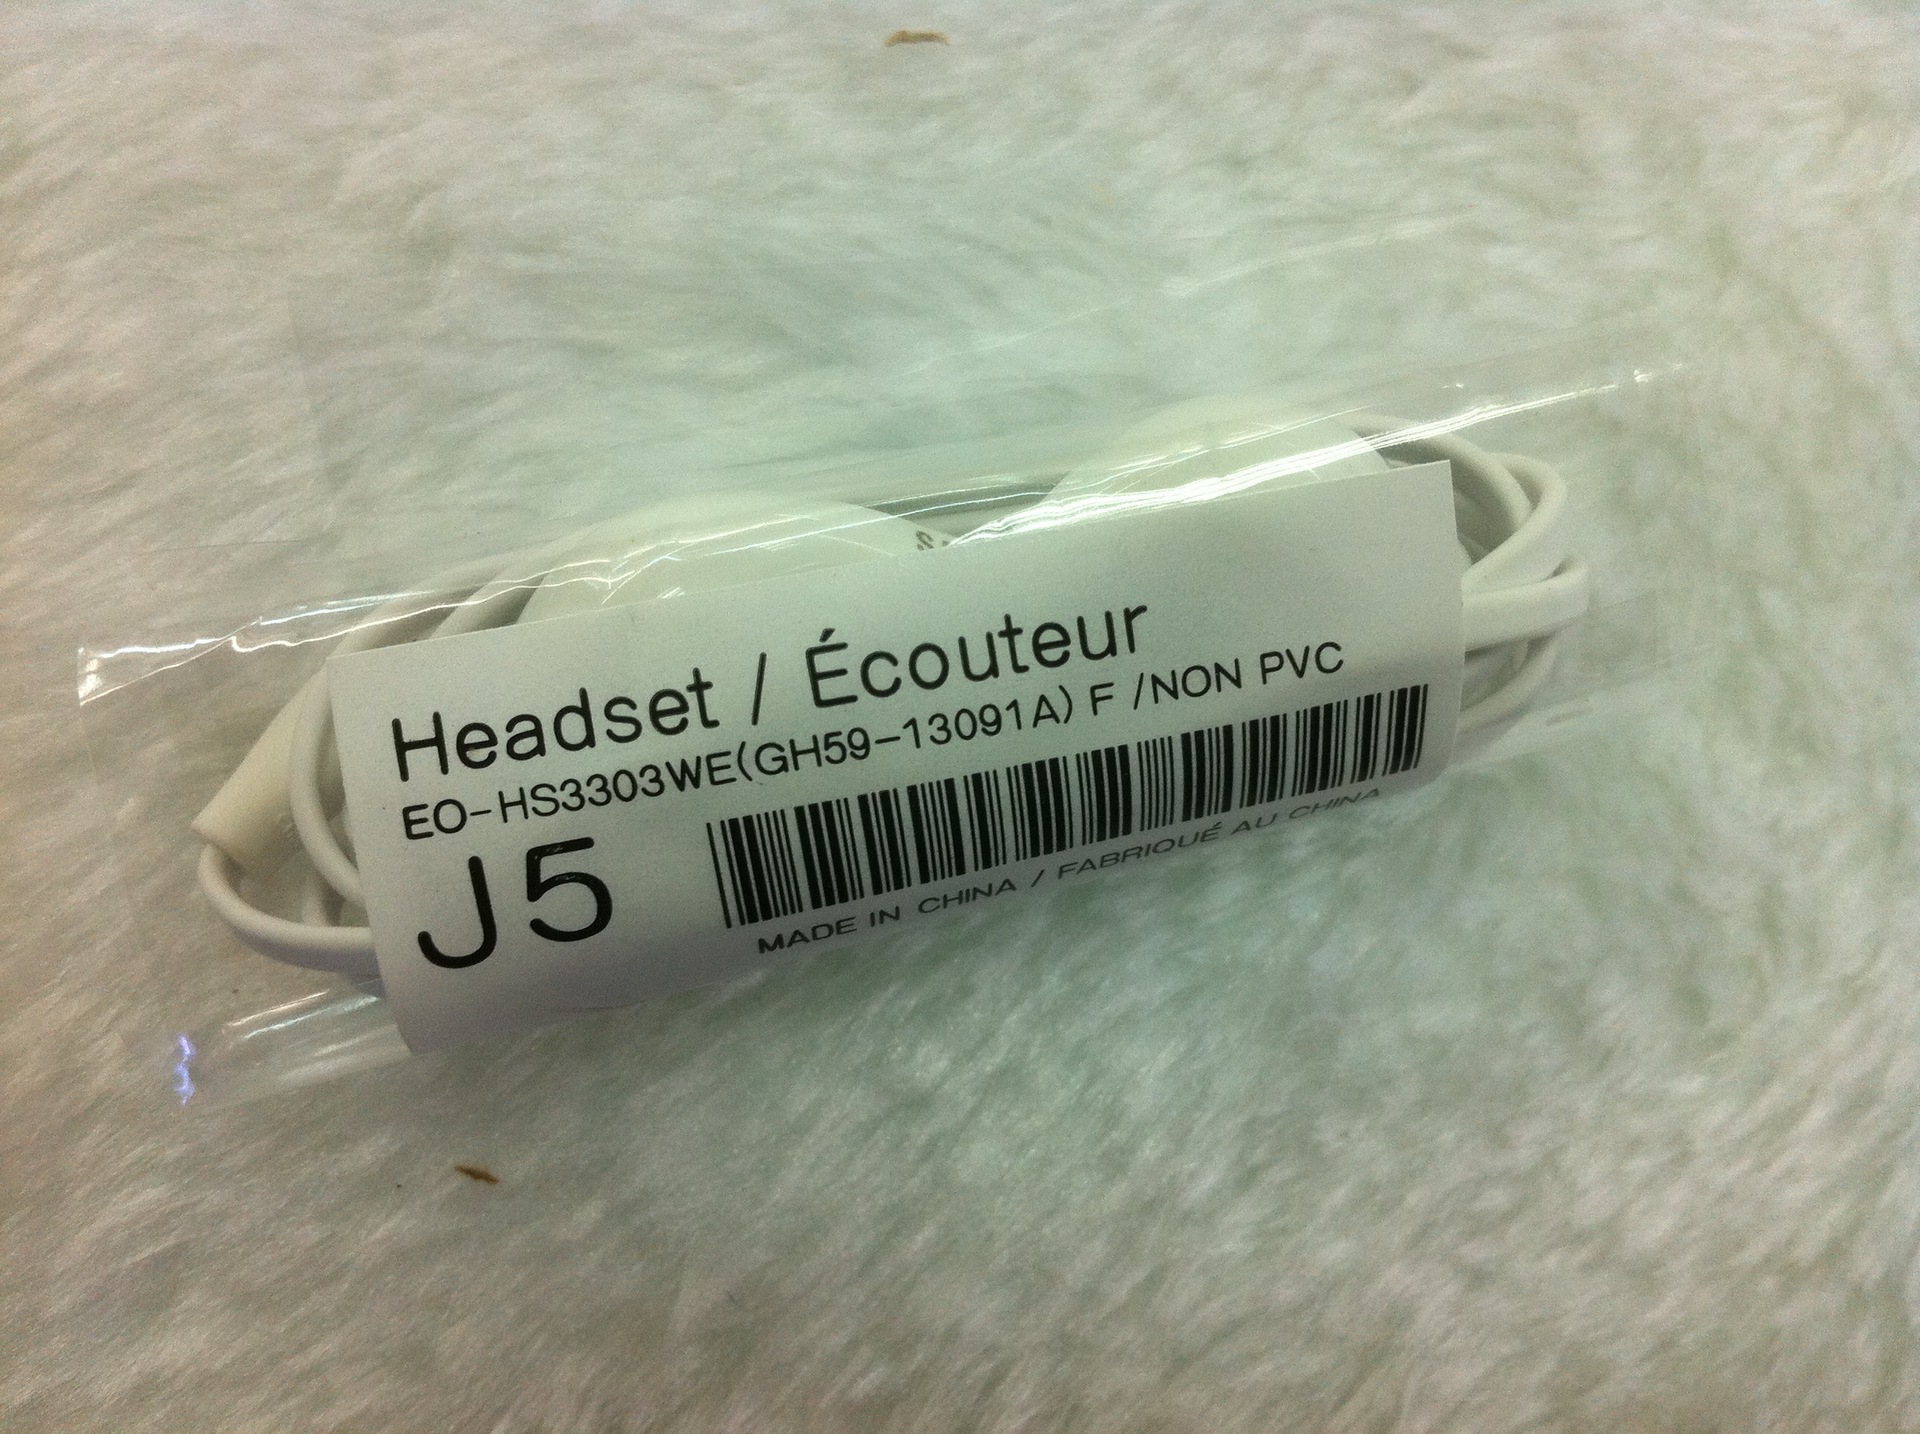 Headset / Écouteur
EO-HS3303WE(GH59-13091A) F /NON PVC
J5
MADE IN CHINA / FABRIQUÉ AU CHINA